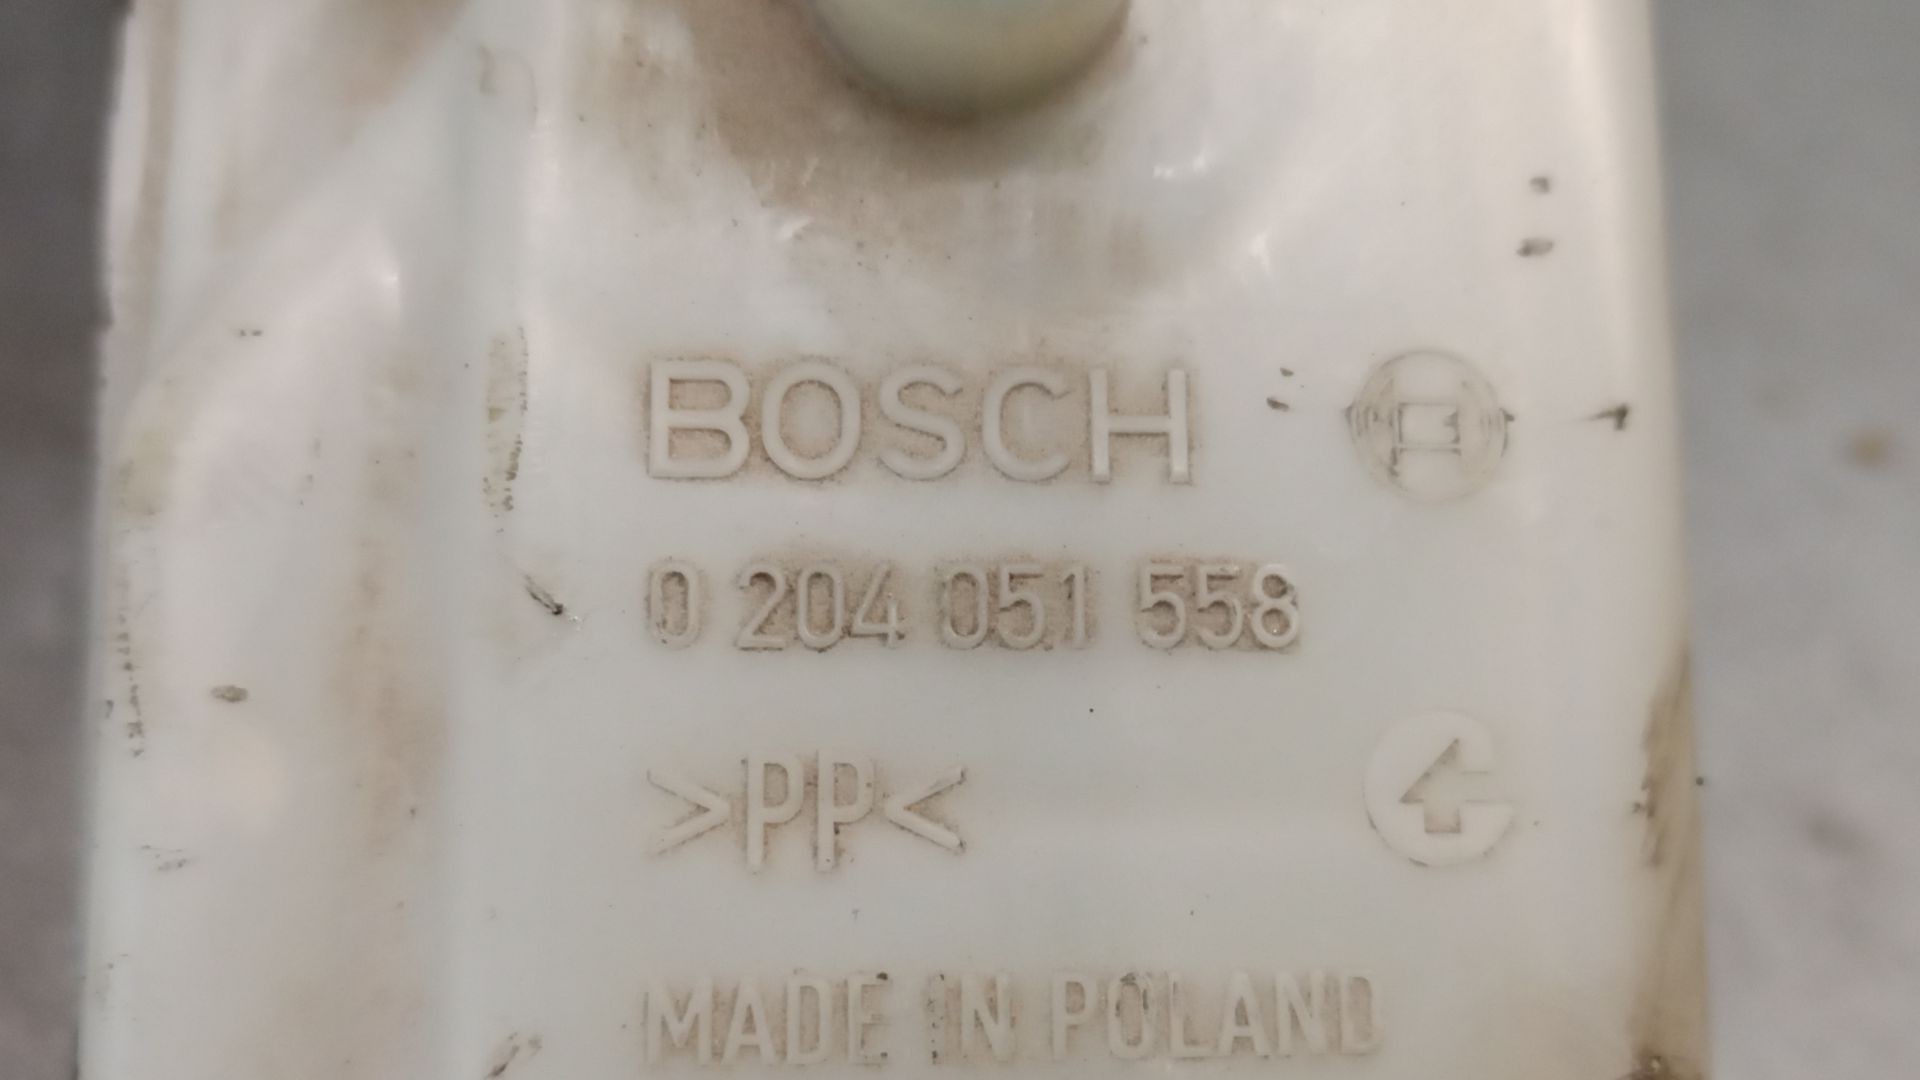 BOSCH
0 204 051 558
>PP<
MADE IN POLAND